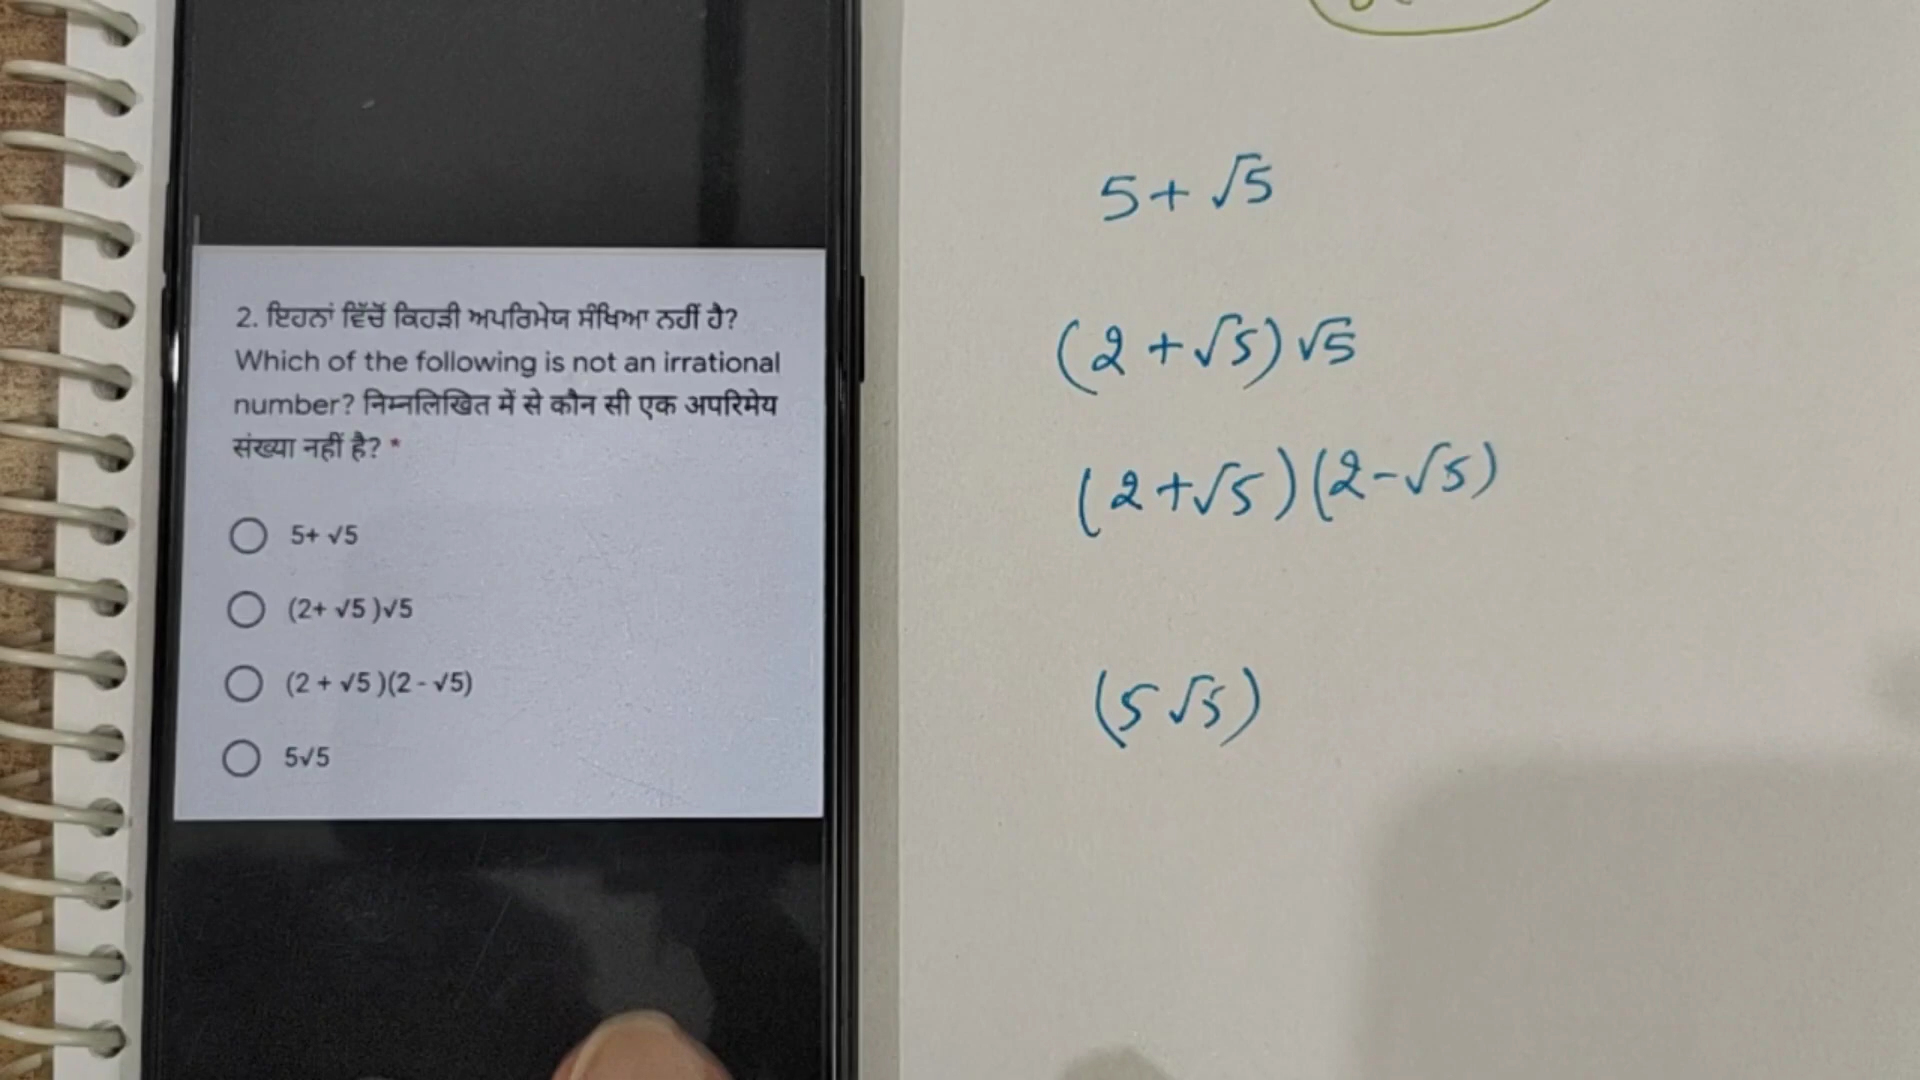 2. ਇਹਨਾਂ ਵਿੱਚੋਂ ਕਿਹੜੀ ਅਪਰਿਮੇਯ ਸੰਖਿਆ ਨਹੀਂ ਹੈ?
Which of the following is not an irrational
number? निम्नलिखित में से कौन सी एक अपरिमेय
संख्या नहीं है? *
5+ √5
(2+ √5 )√5
(2 + √5 )(2 - √5)
5√5
5+ √5
(2 +√5) √5
(2 +√5) (2-√5)
(5 √5)